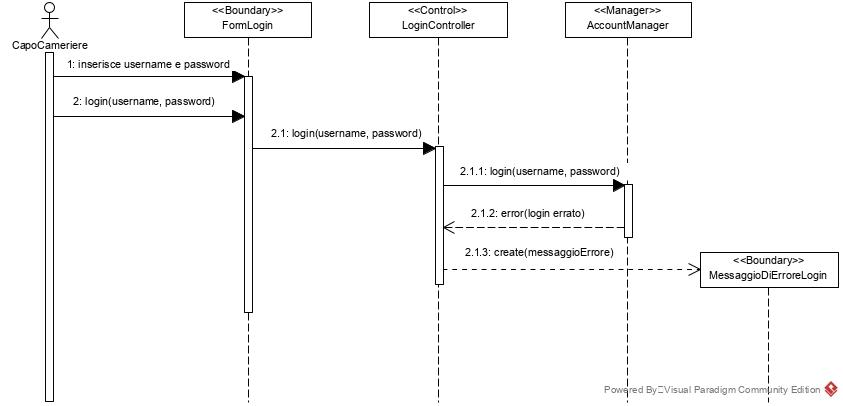 <<Boundary>>
FormLogin
<<Control>>
LoginController
<<Manager>>
AccountManager
CapoCameriere
1: inserisce username e password
2: login(username, password)
2.1: login(username, password)
2.1.1: login(username, password)
2.1.2: error(login errato)
2.1.3: create(messaggioErrore)
<<Boundary>>
MessaggioDiErroreLogin
Powered By Visual Paradigm Community Edition